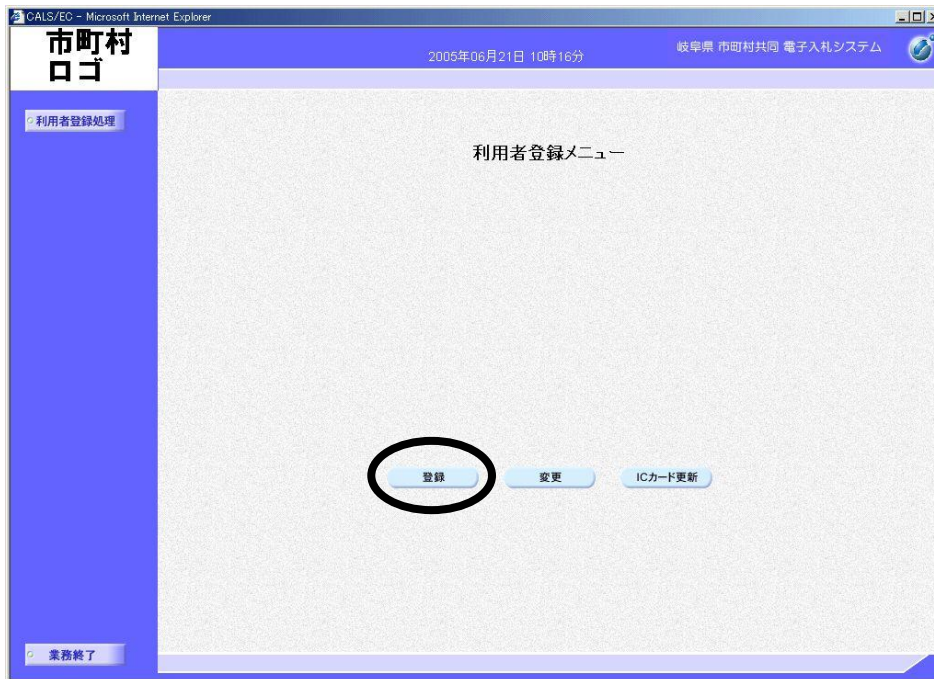 CALS/EC - Microsoft Internet Explorer
市町村
ロゴ
2005年06月21日 10時16分
岐阜県 市町村共同 電子入札システム
利用者登録処理
利用者登録メニュー
登録
変更
ICカード更新
業務終了